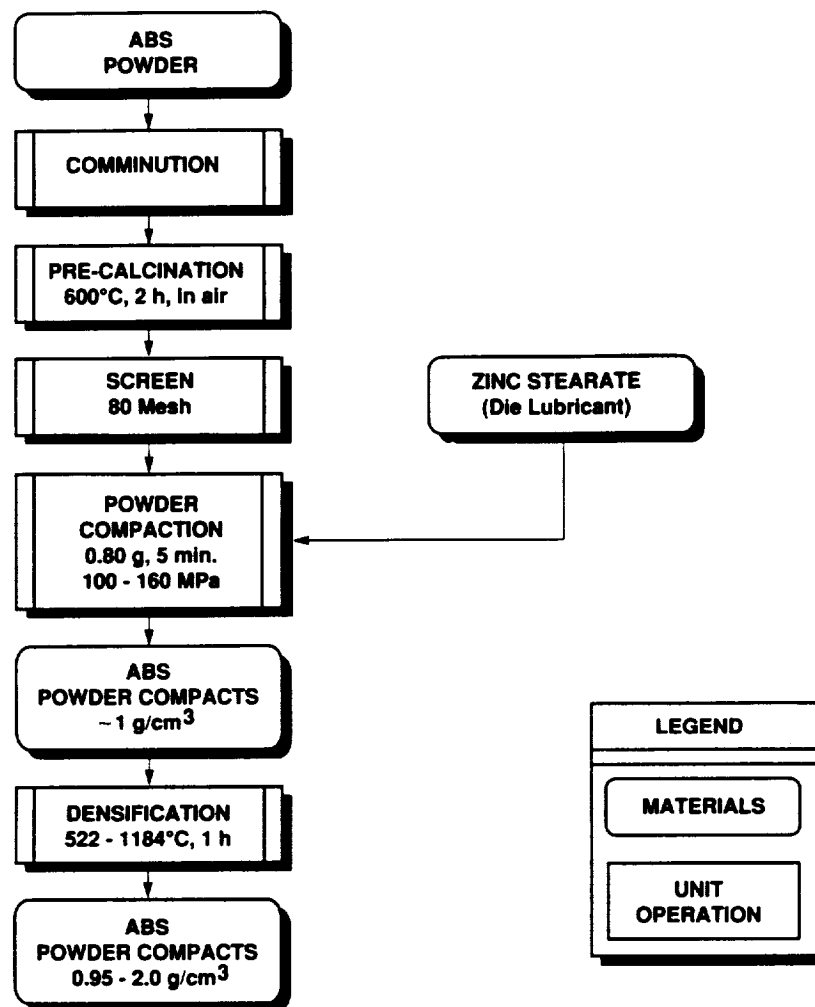 ABS
POWDER
COMMINUTION
PRE-CALCINATION
600°C, 2 h, in air
SCREEN
80 Mesh
ZINC STEARATE
(Die Lubricant)
POWDER
COMPACTION
0.80 g, 5 min.
100 - 160 MPa
ABS
POWDER COMPACTS
~1 g/cm³
DENSIFICATION
522 - 1184°C, 1 h
ABS
POWDER COMPACTS
0.95 - 2.0 g/cm³
LEGEND
MATERIALS
UNIT
OPERATION